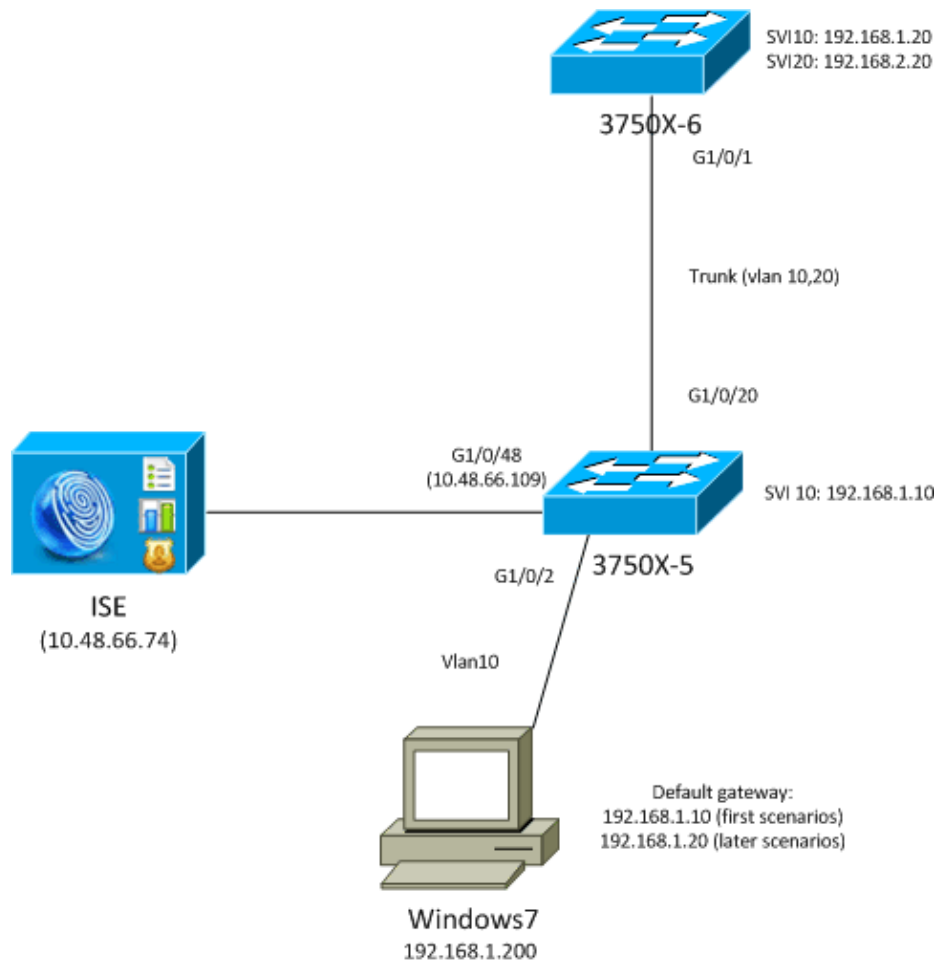 SVI10: 192.168.1.20
SVI20: 192.168.2.20
3750X-6
G1/0/1
Trunk (vlan 10,20)
G1/0/20
G1/0/48
(10.48.66.109)
SVI 10: 192.168.1.10
3750X-5
G1/0/2
ISE
(10.48.66.74)
Vlan10
Default gateway:
192.168.1.10 (first scenarios)
192.168.1.20 (later scenarios)
Windows7
192.168.1.200